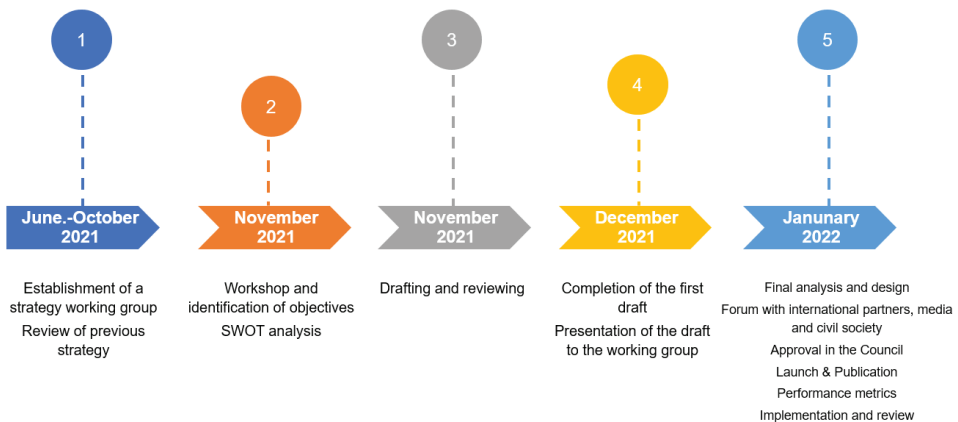 1
2
3
4
5
June.-October
2021
November
2021
November
2021
December
2021
Janunary
2022
Establishment of a
strategy working group
Review of previous
strategy
Workshop and
identification of objectives
SWOT analysis
Drafting and reviewing
Completion of the first
draft
Presentation of the draft
to the working group
Final analysis and design
Forum with international partners, media
and civil society
Approval in the Council
Launch & Publication
Performance metrics
Implementation and review